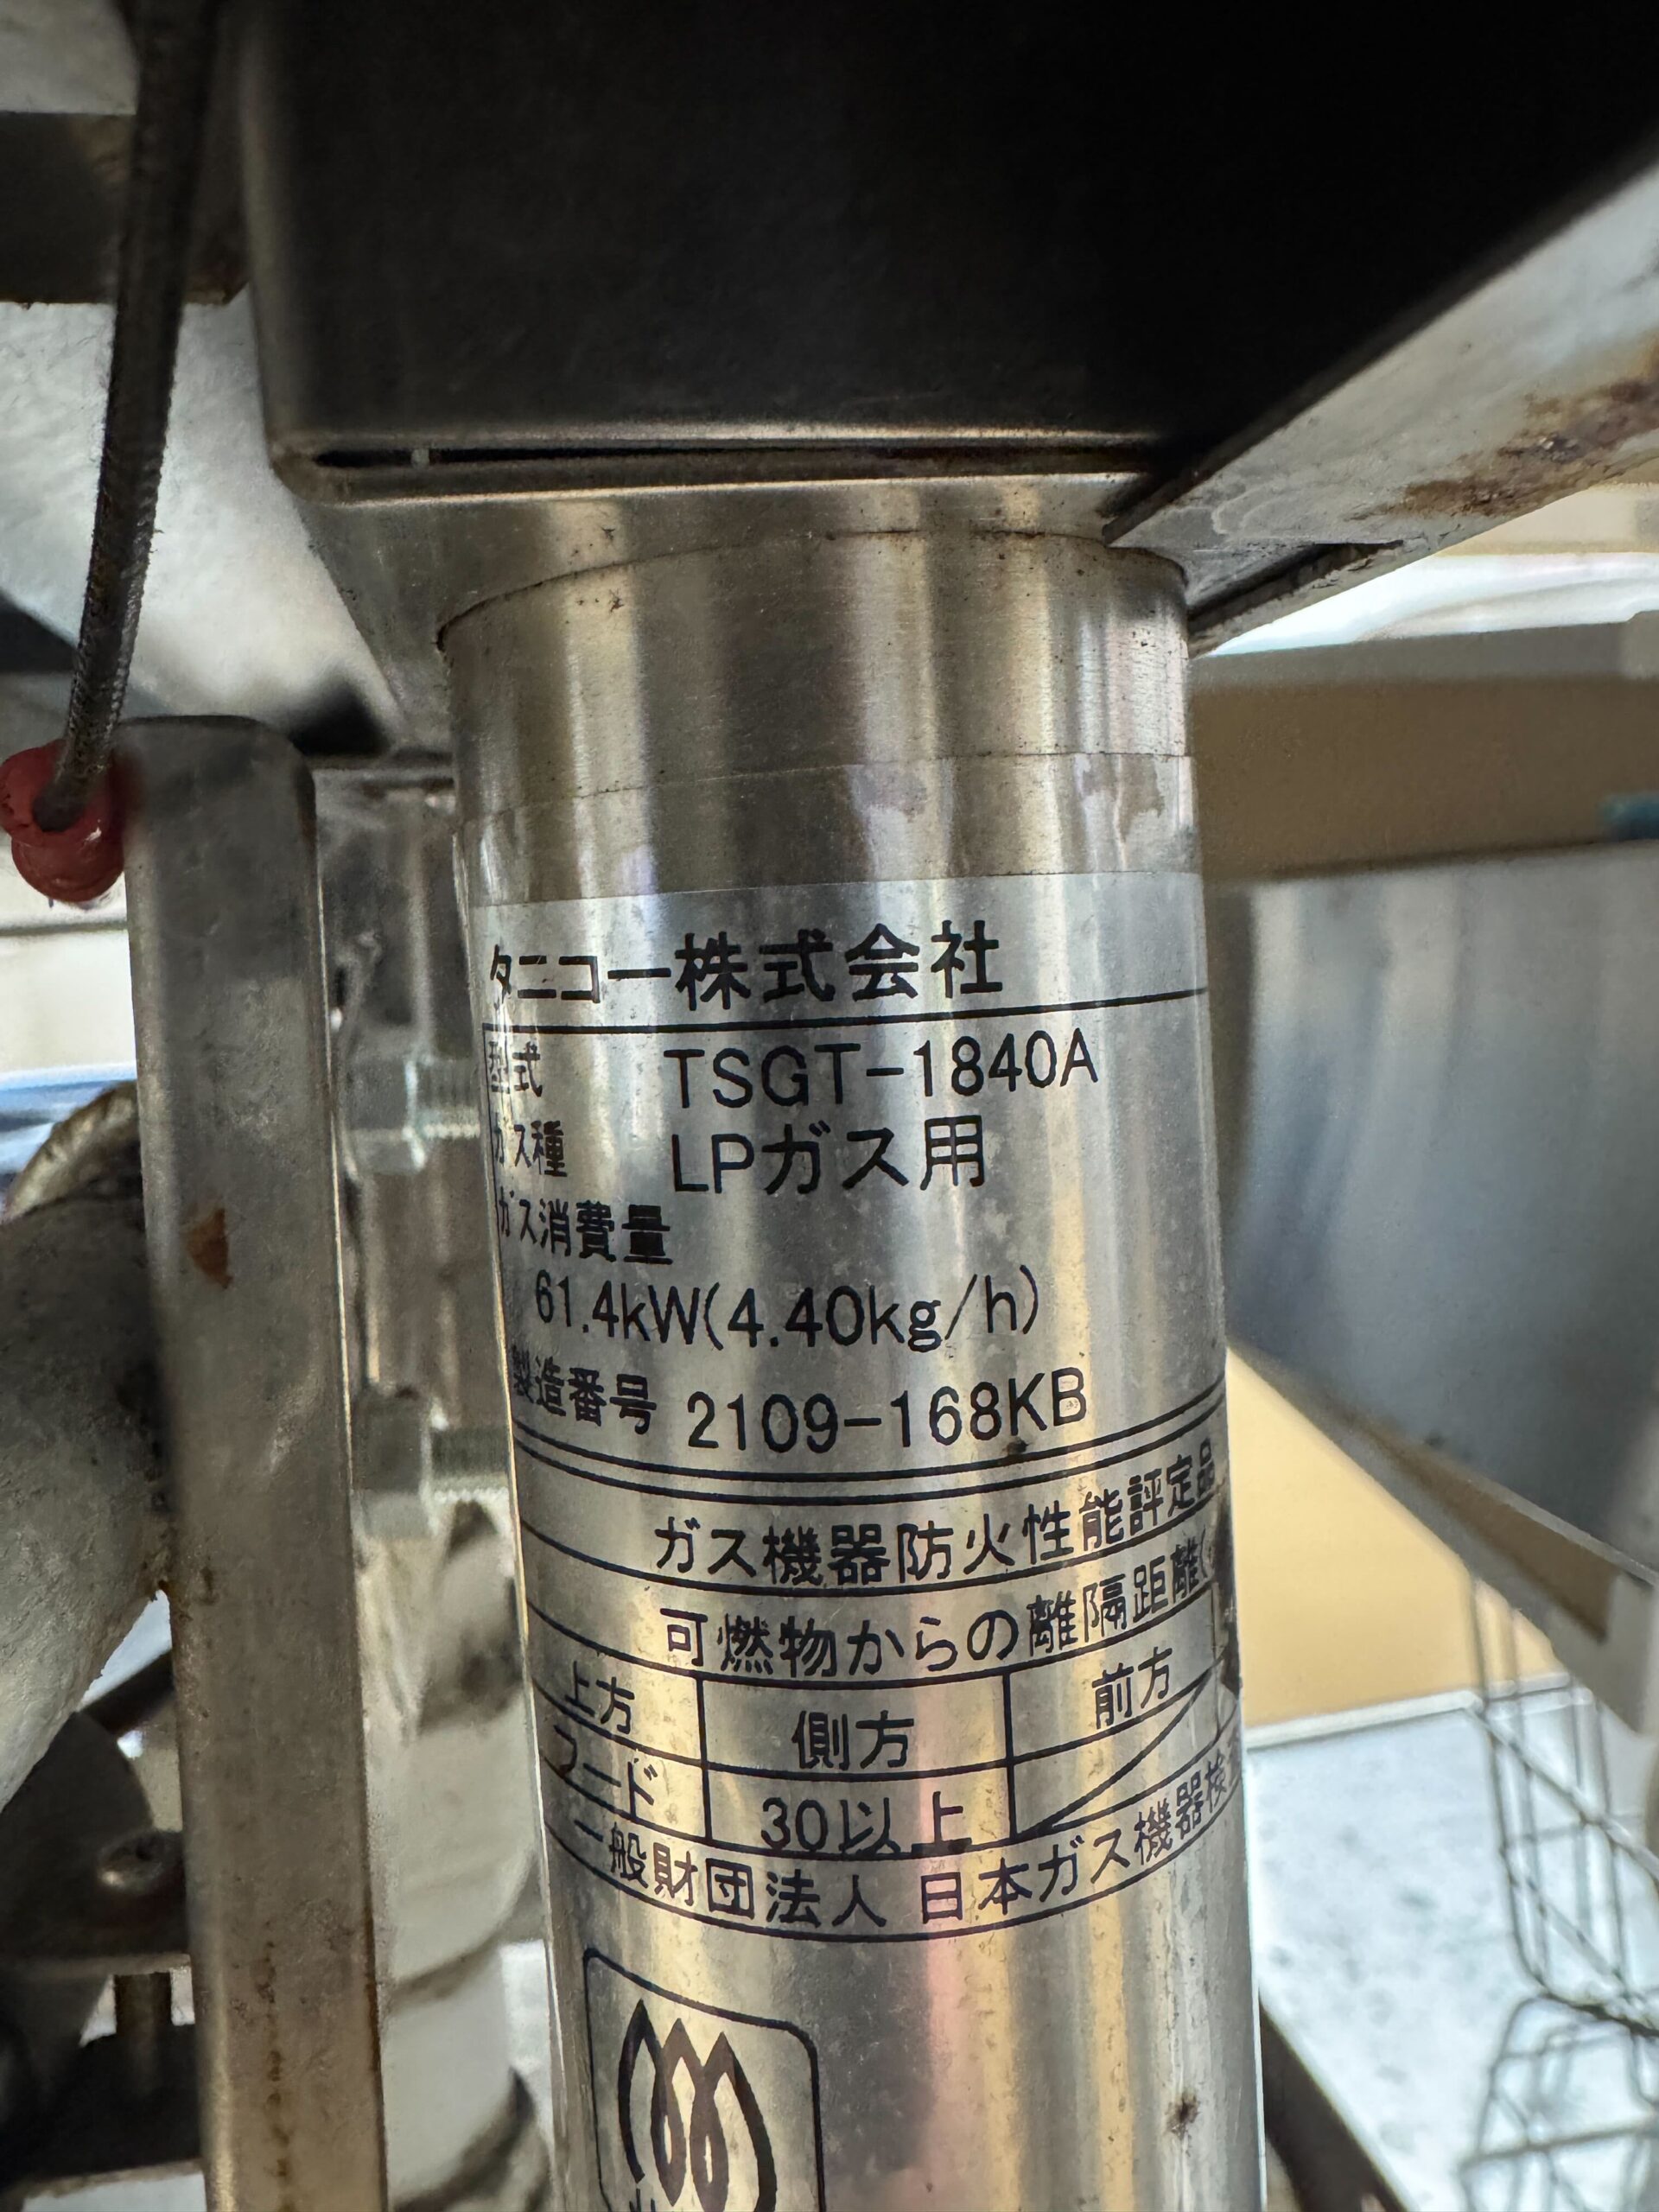 タニコー株式会社
型式 TSGT-1840A
ガス種 LPガス用
ガス消費量
61.4kW(4.40kg/h)
製造番号 2109-168KB
ガス機器防火性能評定品
可燃物からの離隔距離(
上方 側方 前方
フード 30以上
一般財団法人 日本ガス機器検